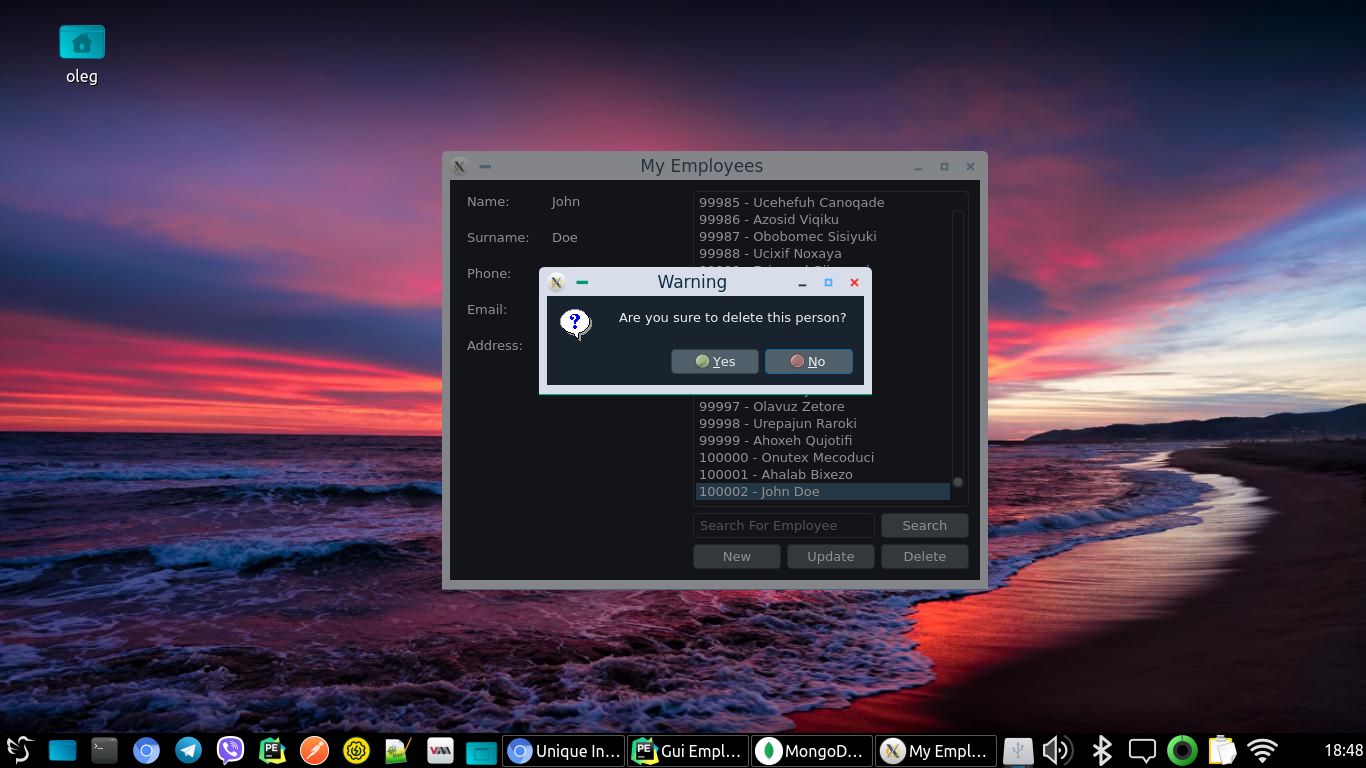 oleg
My Employees
Name: John
Surname: Doe
Phone:
Email:
Address:
99985 - Ucehefuh Canoqade
99986 - Azosid Viqiku
99987 - Obobomec Sisiyuki
99988 - Ucixif Noxaya
Warning
Are you sure to delete this person?
Yes
No
99997 - Olavuz Zetore
99998 - Urepajun Raroki
99999 - Ahoxeh Qujotifi
100000 - Onutex Mecoduci
100001 - Ahalab Bixezo
100002 - John Doe
Search For Employee
Search
New
Update
Delete
PE
VMM
Unique In...
PE
Gui Empl...
MongoD...
My Empl...
18:48